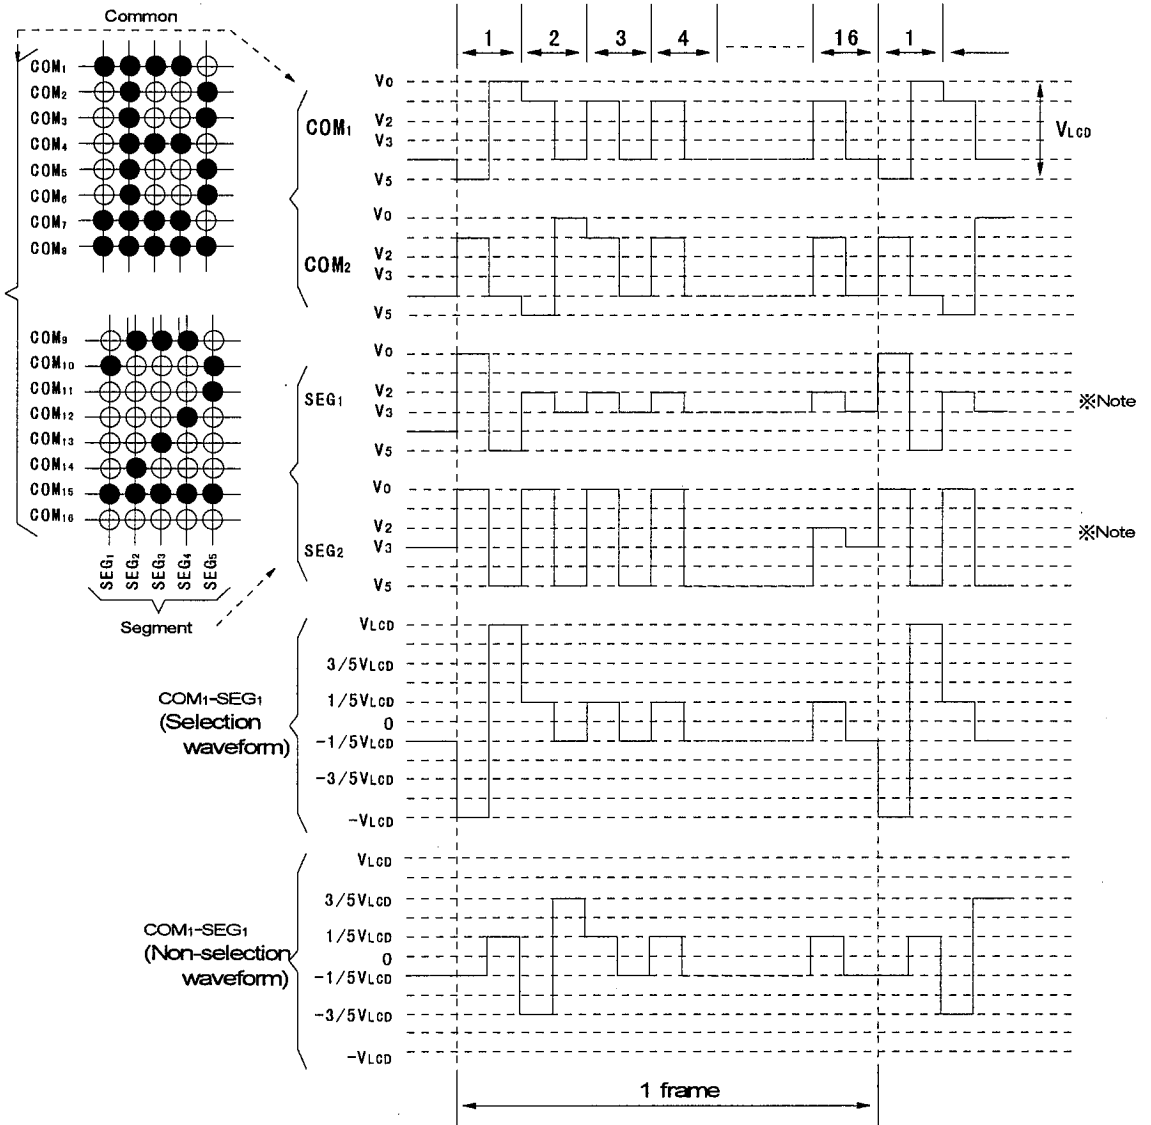 Common
COM1
COM2
COM3
COM4
COM5
COM6
COM7
COM8
COM9
COM10
COM11
COM12
COM13
COM14
COM15
COM16
SEG1
SEG2
SEG3
SEG4
SEG5
Segment
1 2 3 4 16 1
COM1
V0
V2
V3
V5
VLCD
COM2
V0
V2
V3
V5
SEG1
V0
V2
V3
V5
※Note
SEG2
V0
V2
V3
V5
※Note
COM1-SEG1
(Selection
waveform)
VLCD
3/5VLCD
1/5VLCD
0
-1/5VLCD
-3/5VLCD
-VLCD
COM1-SEG1
(Non-selection
waveform)
VLCD
3/5VLCD
1/5VLCD
0
-1/5VLCD
-3/5VLCD
-VLCD
1 frame